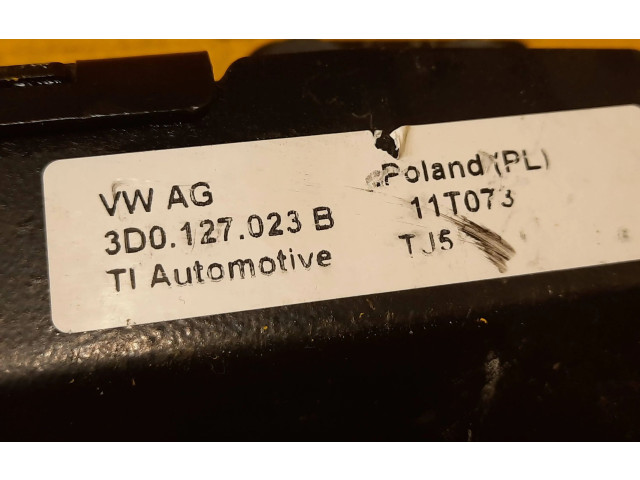 VW AG
3D0.127.023 B
TI Automotive
Poland (PL)
11T073
TJ5